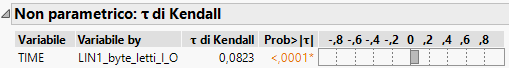 Non parametrico: τ di Kendall
Variabile Variabile by τ di Kendall Prob>|τ| -,8 -,6 -,4 -,2 0 ,2 ,4 ,6 ,8
TIME LIN1_byte_letti_I_O 0,0823 <,0001*